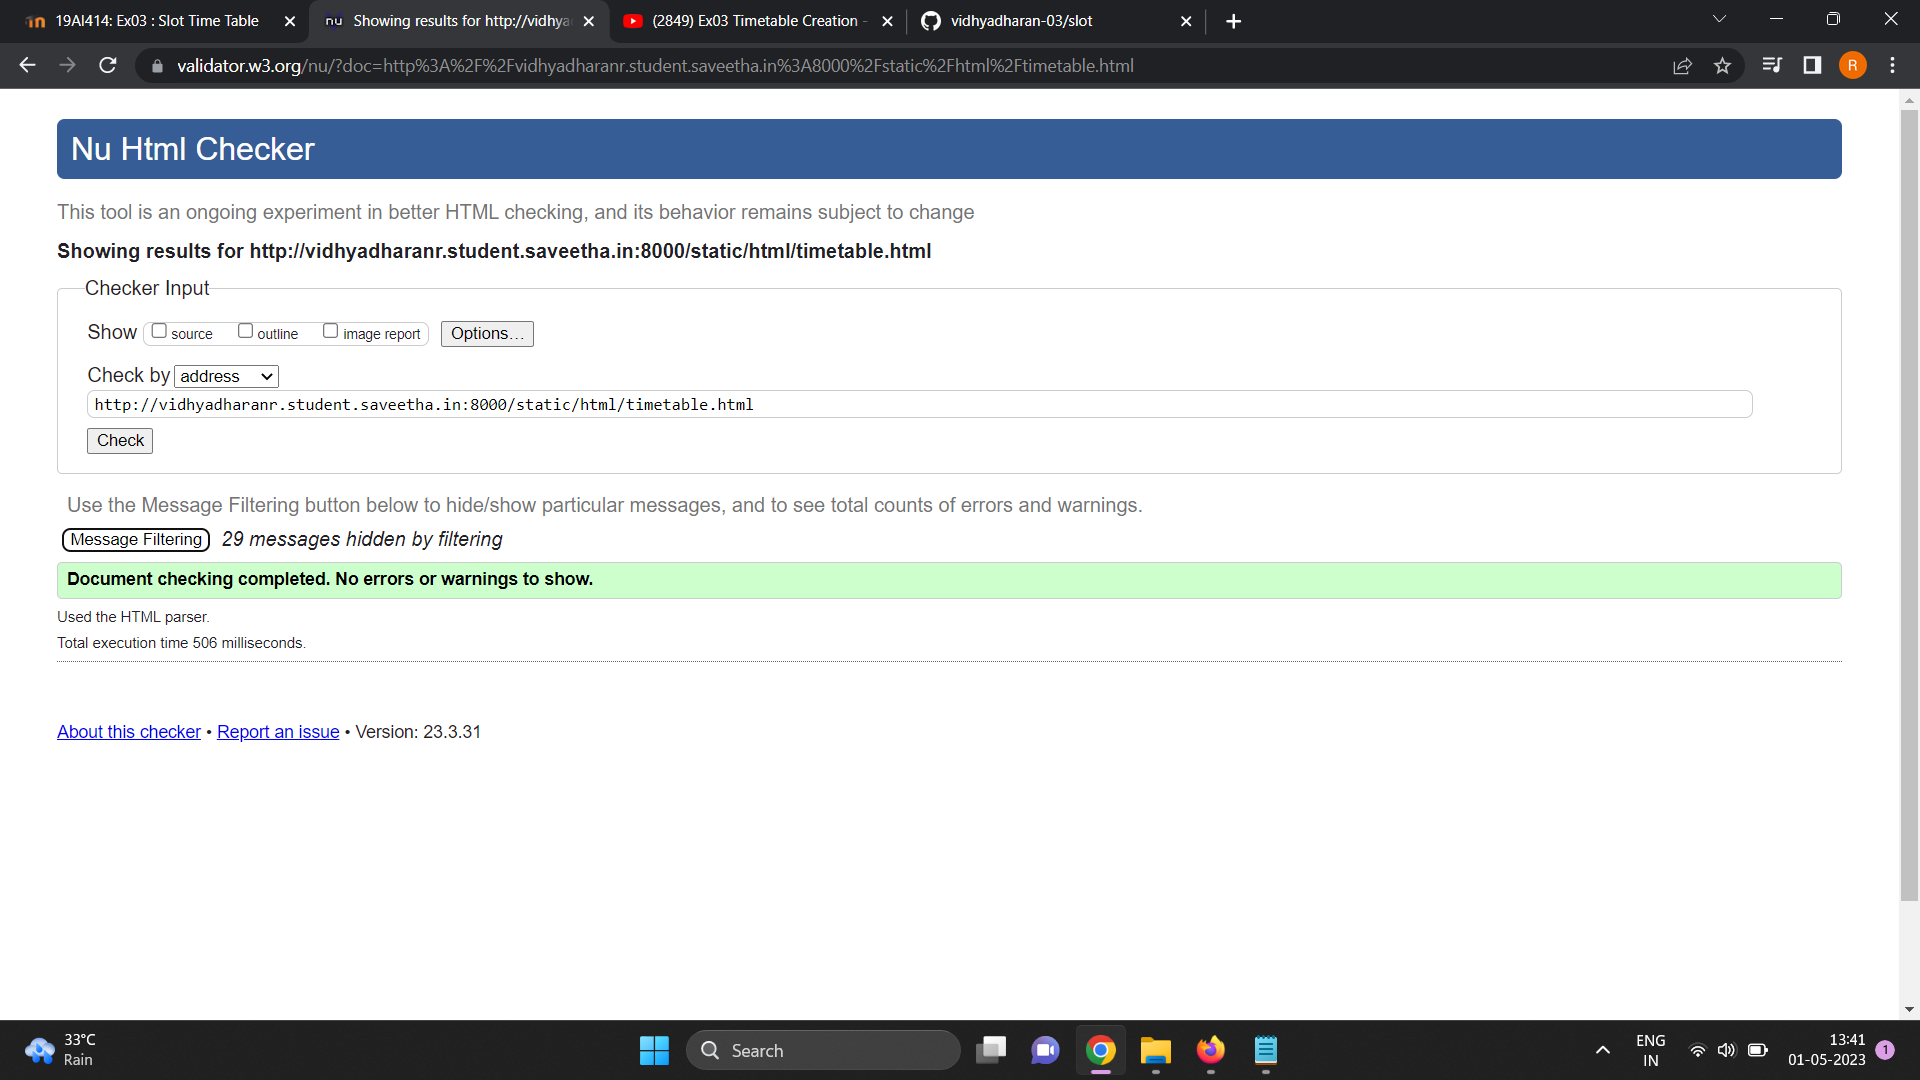 19AI414: Ex03 : Slot Time Table
nu Showing results for http://vidhya
(2849) Ex03 Timetable Creation -
vidhyadharan-03/slot
validator.w3.org/nu/?doc=http%3A%2F%2Fvidhyadharanr.student.saveetha.in%3A8000%2Fstatic%2Fhtml%2Ftimetable.html
R
Nu Html Checker
This tool is an ongoing experiment in better HTML checking, and its behavior remains subject to change
Showing results for http://vidhyadharanr.student.saveetha.in:8000/static/html/timetable.html
Checker Input
Show source outline image report Options...
Check by address
http://vidhyadharanr.student.saveetha.in:8000/static/html/timetable.html
Check
Use the Message Filtering button below to hide/show particular messages, and to see total counts of errors and warnings.
Message Filtering 29 messages hidden by filtering
Document checking completed. No errors or warnings to show.
Used the HTML parser.
Total execution time 506 milliseconds.
About this checker • Report an issue • Version: 23.3.31
33°C
Rain
Search
ENG
IN
13:41
01-05-2023
1